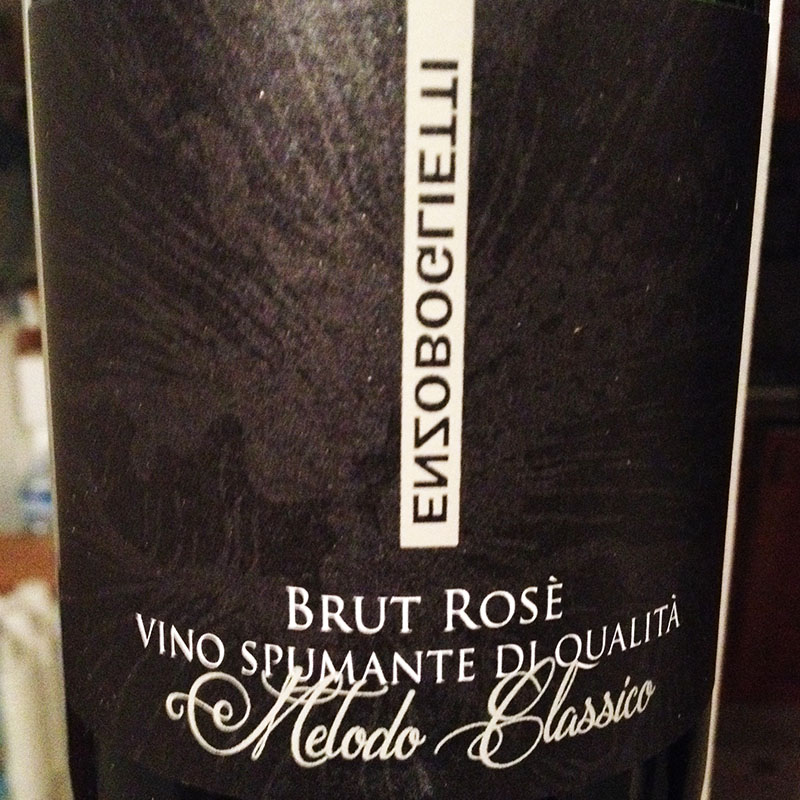 ENZOBOGLIETTI
BRUT ROSÈ
VINO SPUMANTE DI QUALITÀ
Metodo Classico